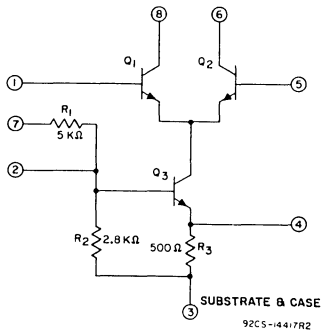 8 6
Q1 Q2
1 5
R1
7
5 KΩ
2 Q3
4
R2 2.8 KΩ 500 Ω R3
3 SUBSTRATE & CASE
92CS-14417R2